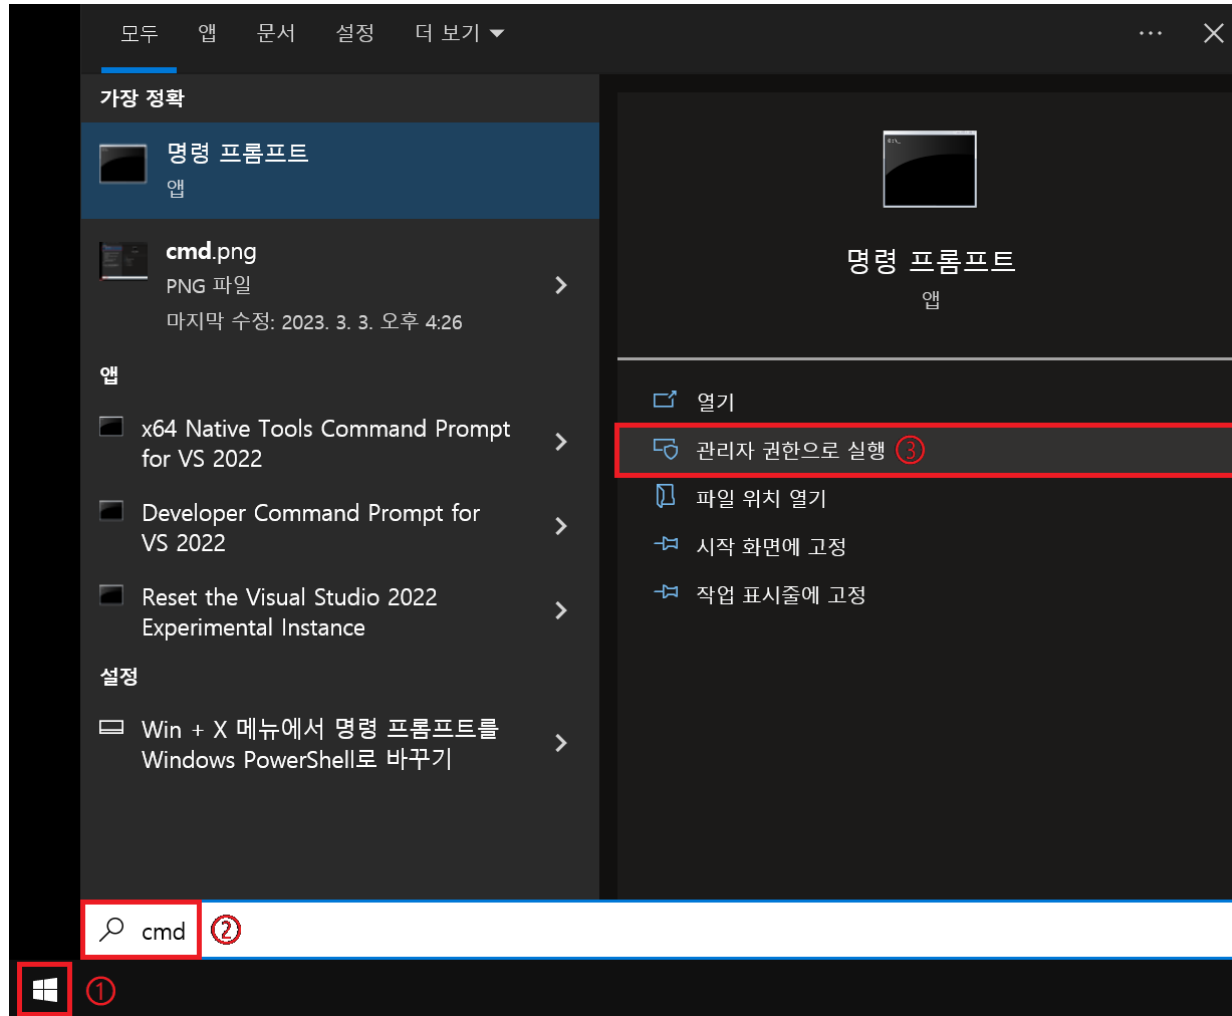 모두 앱 문서 설정 더 보기
가장 정확
명령 프롬프트
앱
cmd.png
PNG 파일
마지막 수정: 2023. 3. 3. 오후 4:26
앱
x64 Native Tools Command Prompt
for VS 2022
Developer Command Prompt for
VS 2022
Reset the Visual Studio 2022
Experimental Instance
설정
Win + X 메뉴에서 명령 프롬프트를
Windows PowerShell로 바꾸기
명령 프롬프트
앱
열기
관리자 권한으로 실행 ③
파일 위치 열기
시작 화면에 고정
작업 표시줄에 고정
cmd ②
①